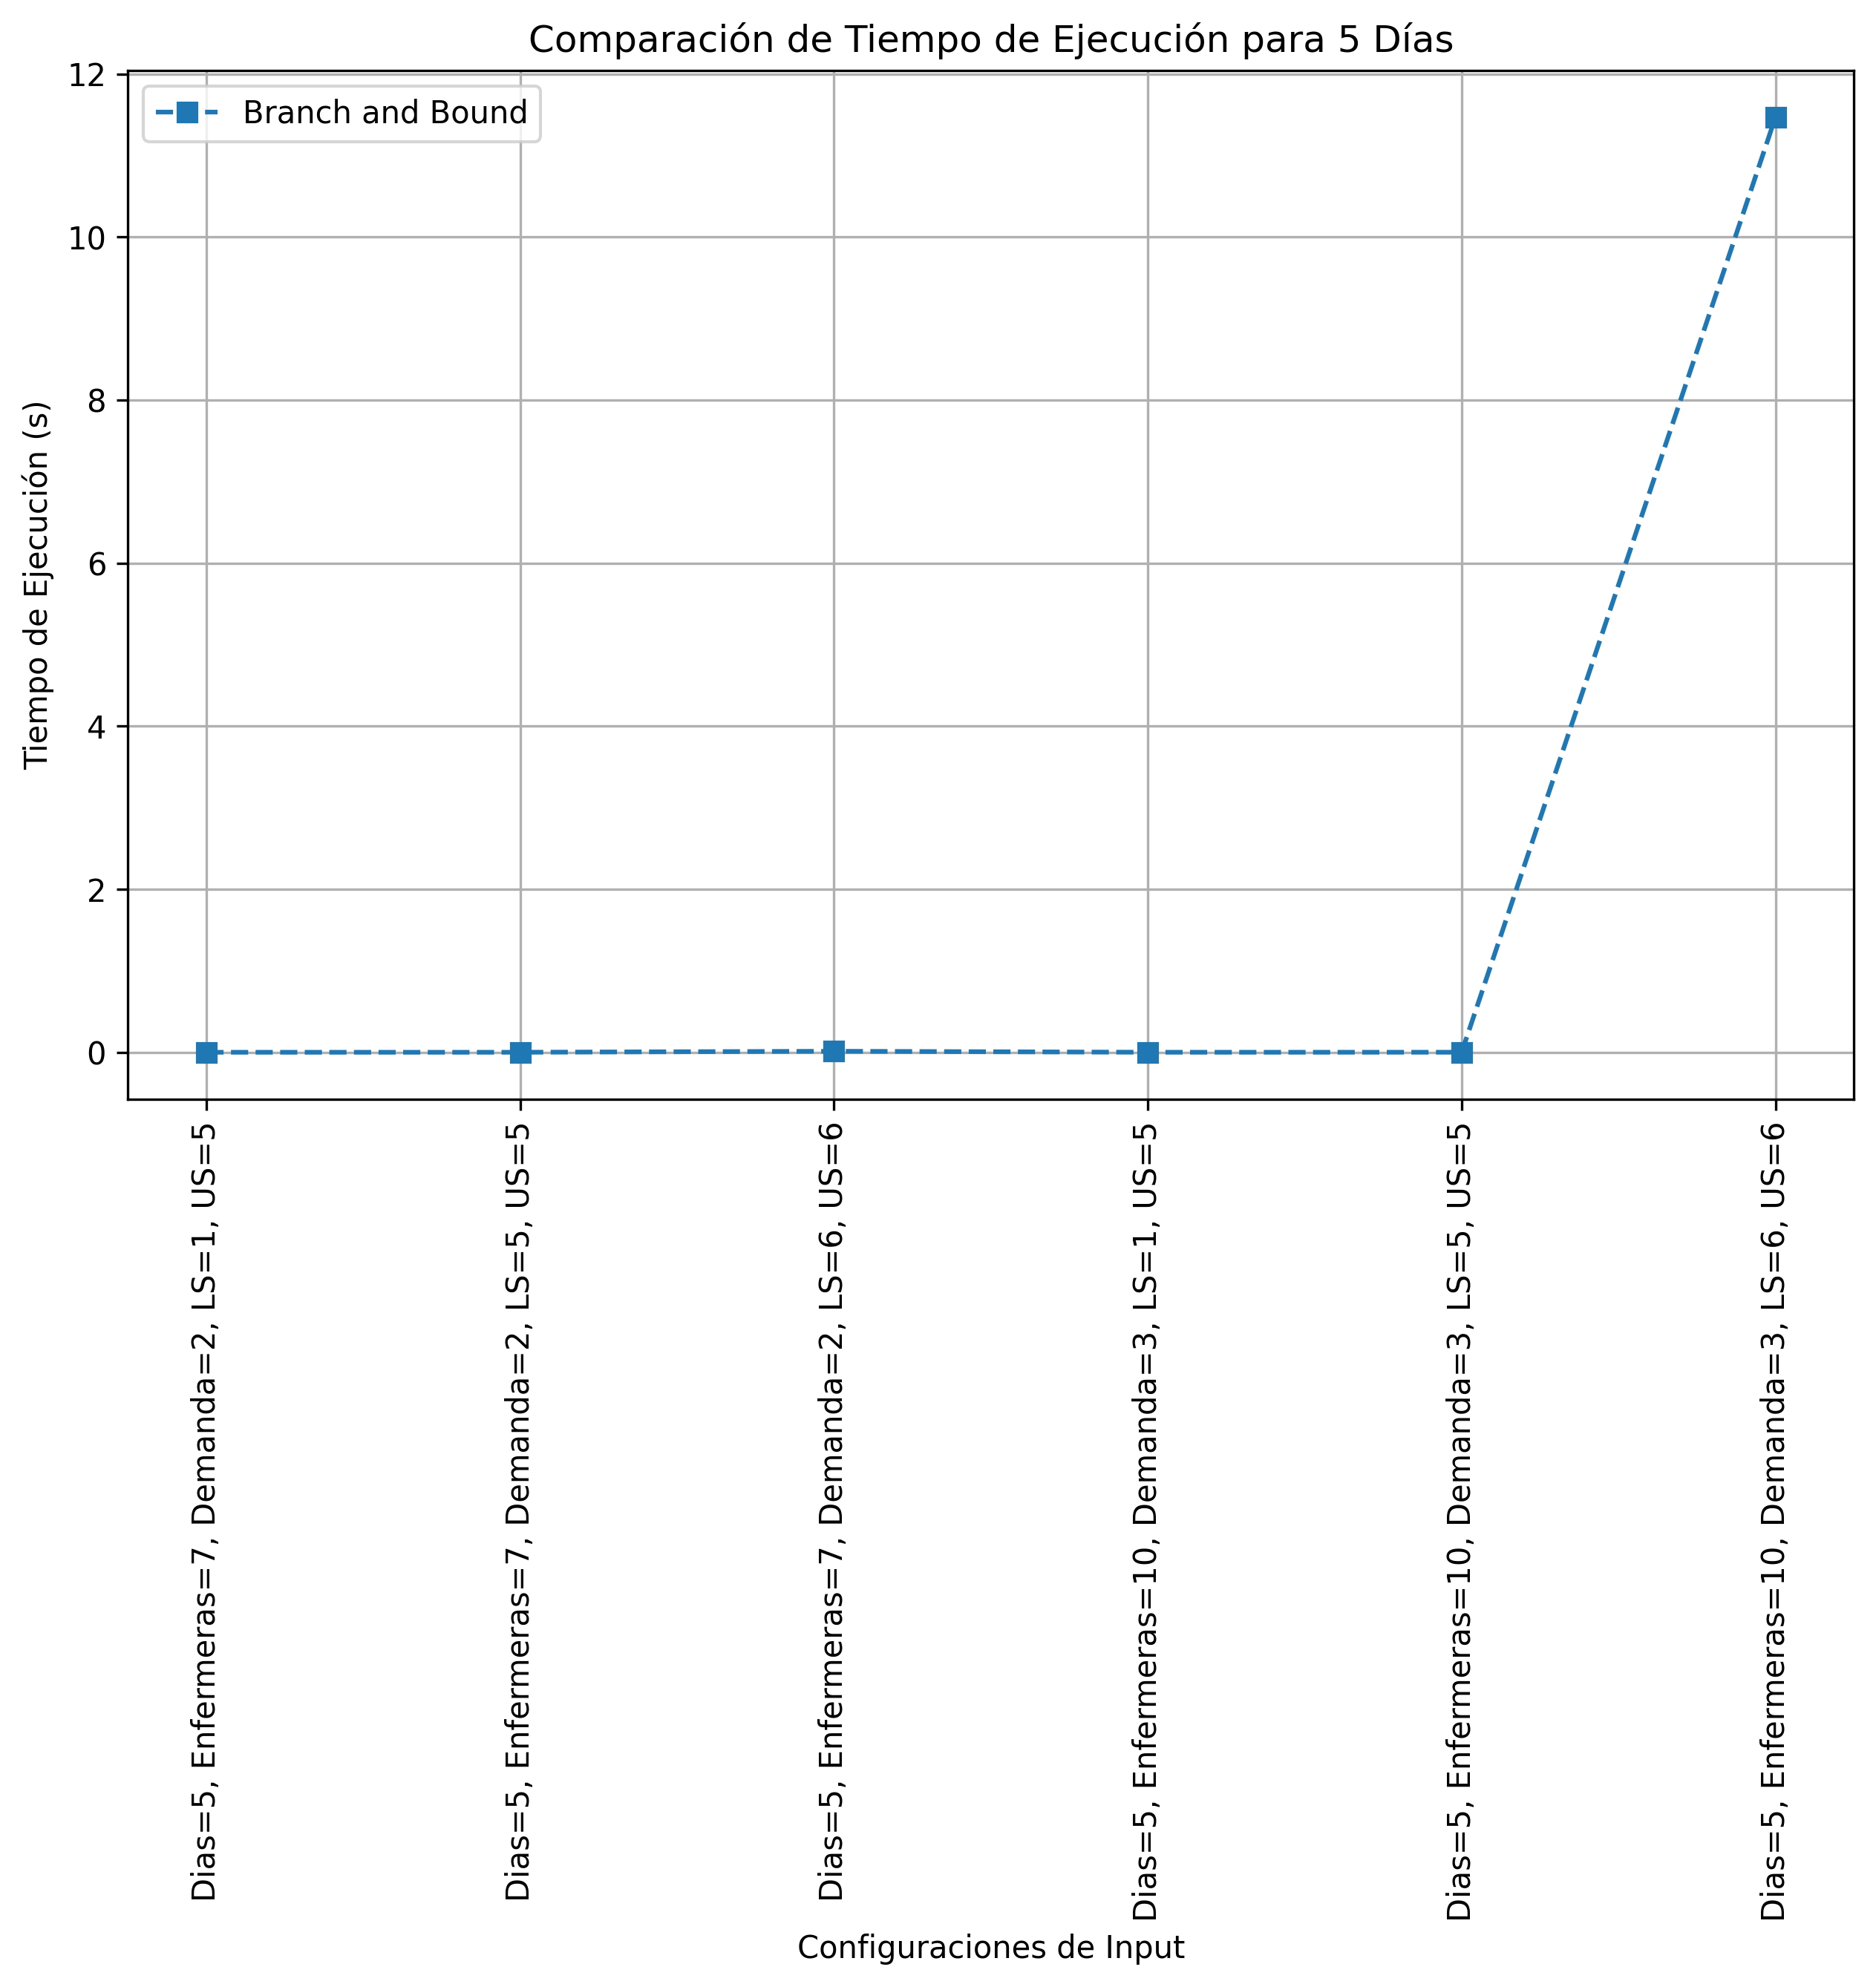 Comparación de Tiempo de Ejecución para 5 Días
Branch and Bound
Tiempo de Ejecución (s)
12
10
8
6
4
2
0
Dias=5, Enfermeras=7, Demanda=2, LS=1, US=5
Dias=5, Enfermeras=7, Demanda=2, LS=5, US=5
Dias=5, Enfermeras=7, Demanda=2, LS=6, US=6
Dias=5, Enfermeras=10, Demanda=3, LS=1, US=5
Dias=5, Enfermeras=10, Demanda=3, LS=5, US=5
Dias=5, Enfermeras=10, Demanda=3, LS=6, US=6
Configuraciones de Input